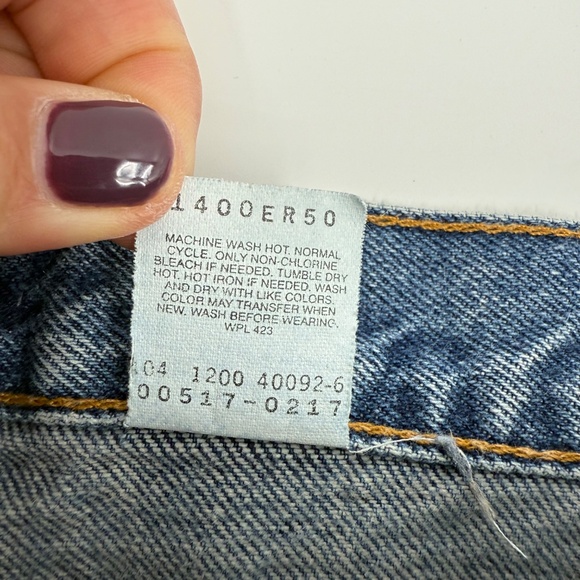 1400ER50
MACHINE WASH HOT. NORMAL
CYCLE. ONLY NON-CHLORINE
BLEACH IF NEEDED. TUMBLE DRY
HOT. HOT IRON IF NEEDED. WASH
AND DRY WITH LIKE COLORS.
COLOR MAY TRANSFER WHEN
NEW. WASH BEFORE WEARING.
WPL 423
A04 1200 40092-6
00517-0217